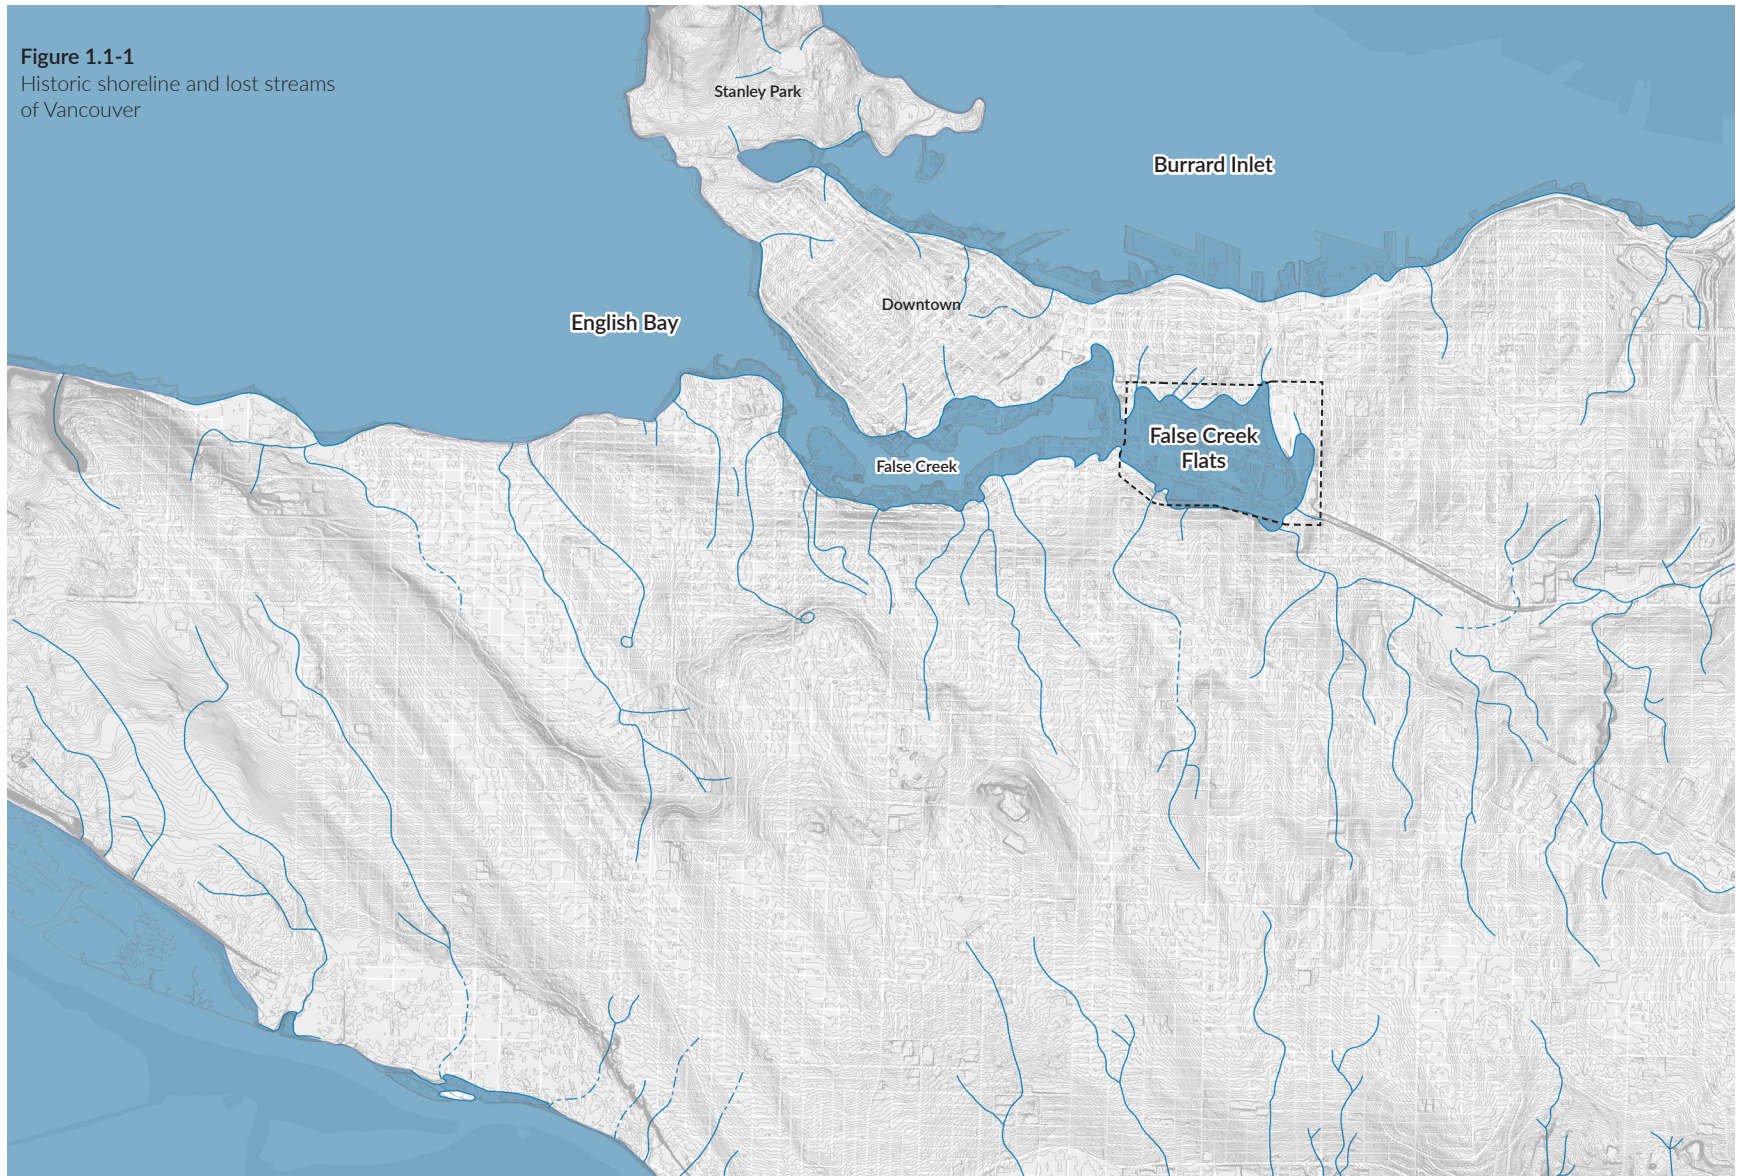 Figure 1.1-1
Historic shoreline and lost streams
of Vancouver
Stanley Park
Burrard Inlet
Downtown
English Bay
False Creek
Flats
False Creek